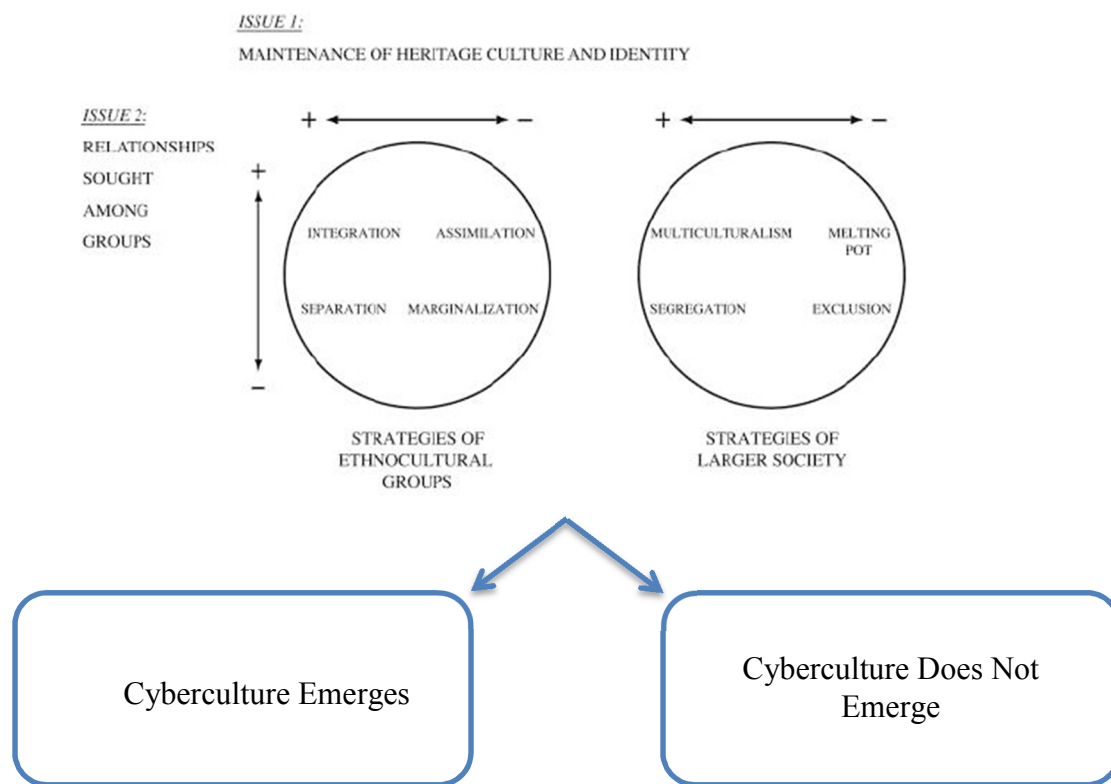 ISSUE 1:
MAINTENANCE OF HERITAGE CULTURE AND IDENTITY
ISSUE 2:
RELATIONSHIPS
SOUGHT
AMONG
GROUPS
+ −
+
−
INTEGRATION ASSIMILATION
SEPARATION MARGINALIZATION
STRATEGIES OF
ETHNOCULTURAL
GROUPS
+ −
MULTICULTURALISM MELTING
POT
SEGREGATION EXCLUSION
STRATEGIES OF
LARGER SOCIETY
Cyberculture Emerges
Cyberculture Does Not
Emerge